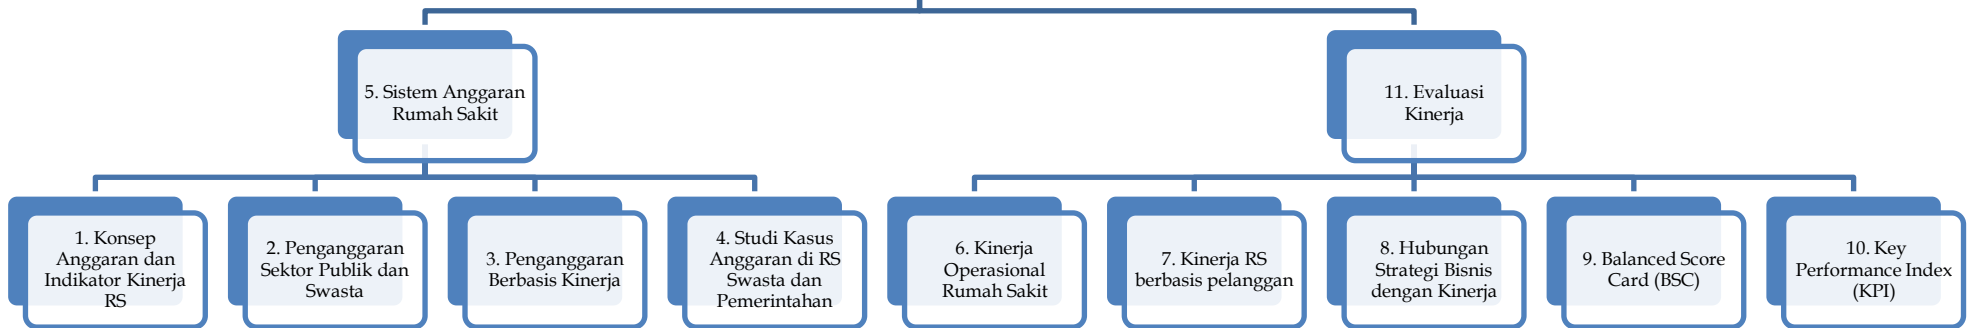 5. Sistem Anggaran
Rumah Sakit
11. Evaluasi
Kinerja
1. Konsep
Anggaran dan
Indikator Kinerja
RS
2. Penganggaran
Sektor Publik dan
Swasta
3. Penganggaran
Berbasis Kinerja
4. Studi Kasus
Anggaran di RS
Swasta dan
Pemerintahan
6. Kinerja
Operasional
Rumah Sakit
7. Kinerja RS
berbasis pelanggan
8. Hubungan
Strategi Bisnis
dengan Kinerja
9. Balanced Score
Card (BSC)
10. Key
Performance Index
(KPI)